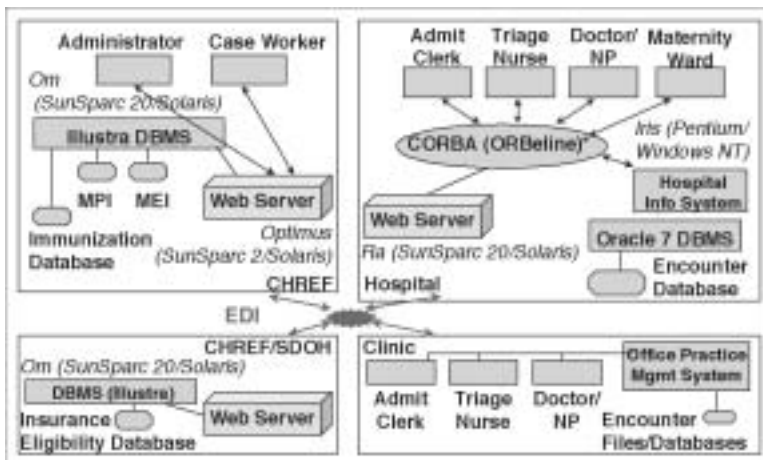 Administrator
Case Worker
Om
(SunSparc 20/Solaris)
Illustra DBMS
MPI
MEI
Web Server
Immunization
Database
Optimus
(SunSparc 2/Solaris)
CHREF
Admit
Clerk
Triage
Nurse
Doctor/
NP
Maternity
Ward
CORBA (ORBeline)
Iris (Pentium/
Windows NT)
Hospital
Info System
Web Server
Ra (SunSparc 20/Solaris)
Oracle 7 DBMS
Encounter
Database
Hospital
EDI
CHREF/SDOH
Om (SunSparc 20/Solaris)
DBMS (Illustra)
Web Server
Insurance
Eligibility Database
Clinic
Office Practice
Mgmt System
Admit
Clerk
Triage
Nurse
Doctor/
NP
Encounter
Files/Databases